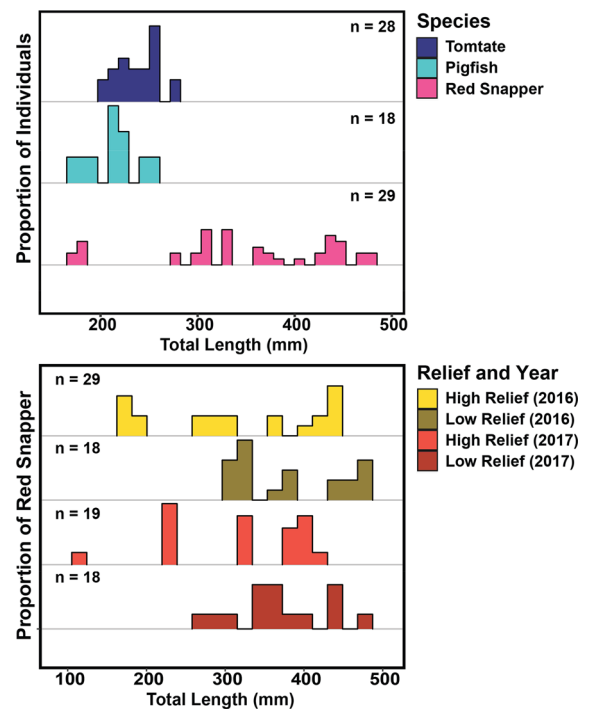 Species
Tomtate
Pigfish
Red Snapper
Proportion of Individuals
n = 28
n = 18
n = 29
200 300 400 500
Total Length (mm)
Relief and Year
High Relief (2016)
Low Relief (2016)
High Relief (2017)
Low Relief (2017)
Proportion of Red Snapper
n = 29
n = 18
n = 19
n = 18
100 200 300 400 500
Total Length (mm)